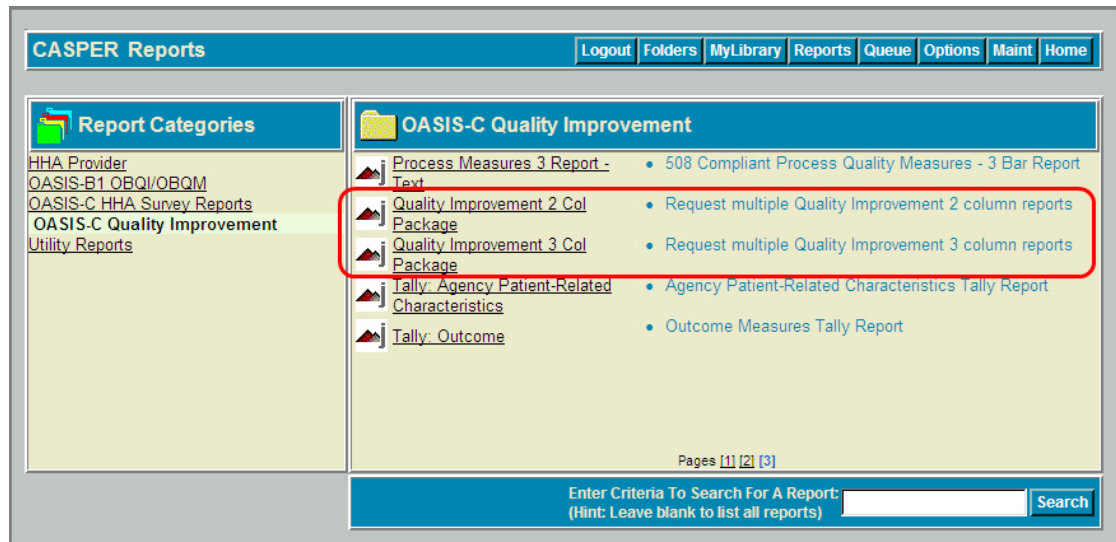 CASPER Reports
Logout Folders MyLibrary Reports Queue Options Maint Home
Report Categories
HHA Provider
OASIS-B1 OBQI/OBQM
OASIS-C HHA Survey Reports
OASIS-C Quality Improvement
Utility Reports
OASIS-C Quality Improvement
Process Measures 3 Report - • 508 Compliant Process Quality Measures - 3 Bar Report
Text
Quality Improvement 2 Col • Request multiple Quality Improvement 2 column reports
Package
Quality Improvement 3 Col • Request multiple Quality Improvement 3 column reports
Package
Tally: Agency Patient-Related • Agency Patient-Related Characteristics Tally Report
Characteristics
Tally: Outcome • Outcome Measures Tally Report
Pages [1] [2] [3]
Enter Criteria To Search For A Report:
(Hint: Leave blank to list all reports)
Search